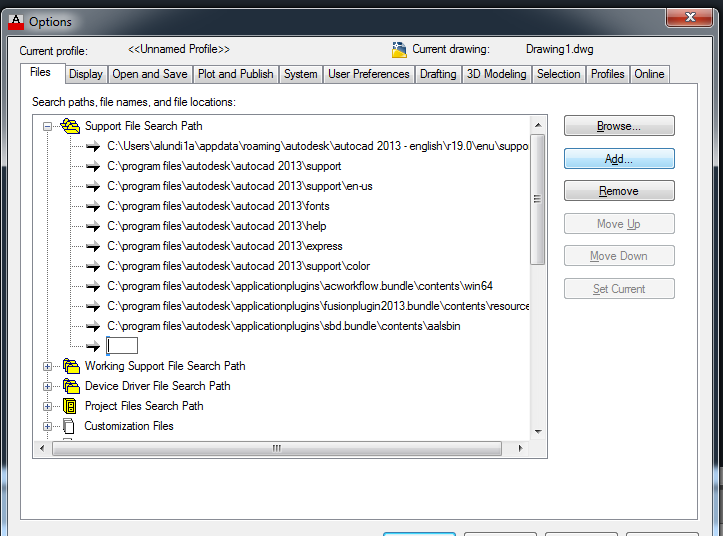 Options
Current profile: <<Unnamed Profile>> Current drawing: Drawing1.dwg
Files Display Open and Save Plot and Publish System User Preferences Drafting 3D Modeling Selection Profiles Online
Search paths, file names, and file locations:
Support File Search Path
C:\Users\alundi1a\appdata\roaming\autodesk\autocad 2013 - english\r19.0\enu\suppo
C:\program files\autodesk\autocad 2013\support
C:\program files\autodesk\autocad 2013\support\en-us
C:\program files\autodesk\autocad 2013\fonts
C:\program files\autodesk\autocad 2013\help
C:\program files\autodesk\autocad 2013\express
C:\program files\autodesk\autocad 2013\support\color
C:\program files\autodesk\applicationplugins\acworkflow.bundle\contents\win64
C:\program files\autodesk\applicationplugins\fusionplugin2013.bundle\contents\resource
C:\program files\autodesk\applicationplugins\sbd.bundle\contents\aalsbin
Working Support File Search Path
Device Driver File Search Path
Project Files Search Path
Customization Files
Browse...
Add...
Remove
Move Up
Move Down
Set Current